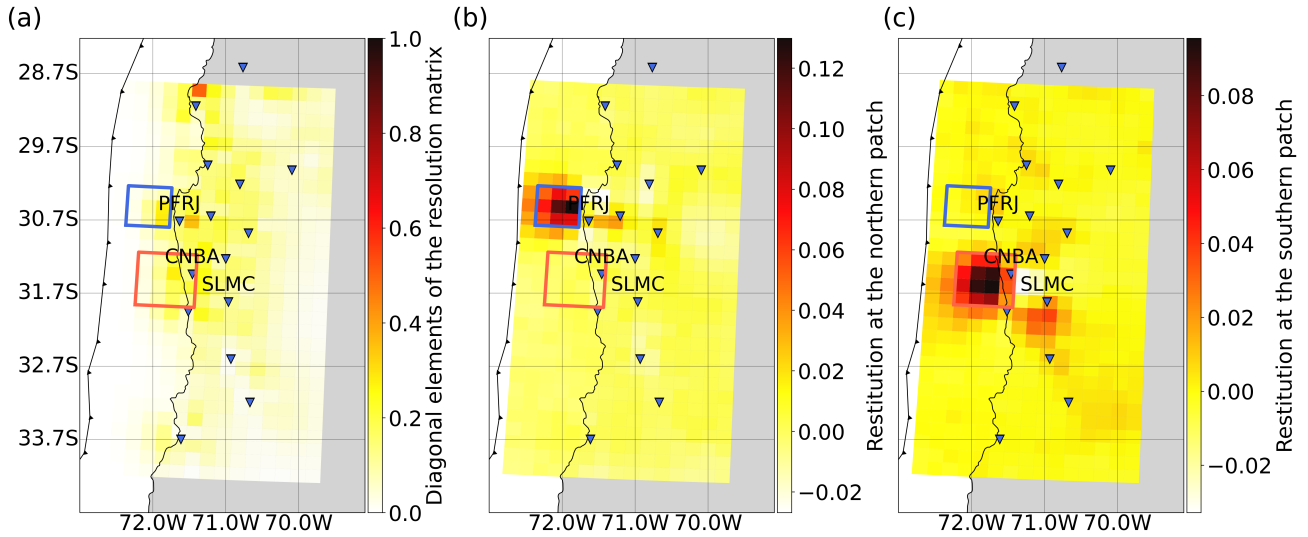 (a)
(b)
(c)
28.7S
29.7S
30.7S
31.7S
32.7S
33.7S
72.0W 71.0W 70.0W
PFRJ
CNBA
SLMC
1.0
0.8
0.6
0.4
0.2
0.0
Diagonal elements of the resolution matrix
72.0W 71.0W 70.0W
PFRJ
CNBA
SLMC
0.12
0.10
0.08
0.06
0.04
0.02
0.00
−0.02
Restitution at the northern patch
72.0W 71.0W 70.0W
PFRJ
CNBA
SLMC
0.08
0.06
0.04
0.02
0.00
−0.02
Restitution at the southern patch